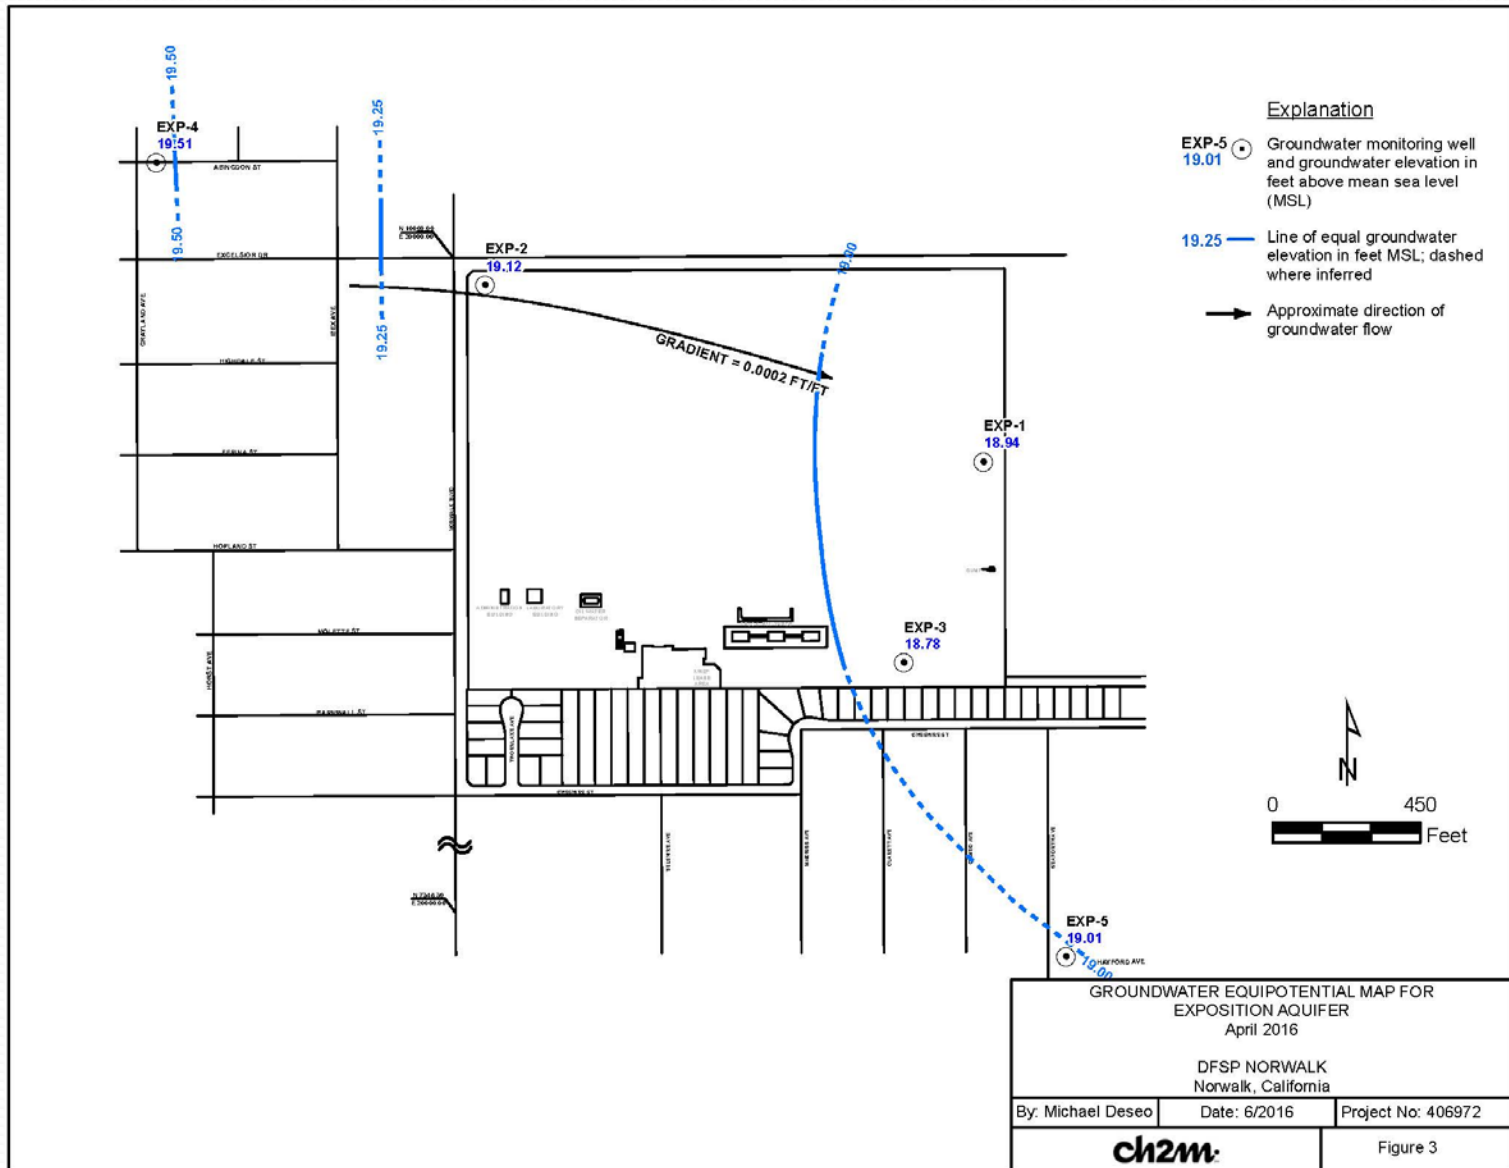 19.50
19.25
EXP-4
19.51
ABINGDON ST
19.50
EXCELSIOR DR
EXP-2
19.12
19.00
GRAYLAND AVE
19.25
GRADIENT = 0.0002 FT/FT
EXP-1
18.94
HOPLAND ST
EXP-3
18.78
EXP-5
19.01
HAYFORD AVE
19.00
Explanation
EXP-5
19.01
Groundwater monitoring well
and groundwater elevation in
feet above mean sea level
(MSL)
19.25
Line of equal groundwater
elevation in feet MSL; dashed
where inferred
Approximate direction of
groundwater flow
N
0 450
Feet
GROUNDWATER EQUIPOTENTIAL MAP FOR
EXPOSITION AQUIFER
April 2016
DFSP NORWALK
Norwalk, California
By: Michael Deseo
Date: 6/2016
Project No: 406972
ch2m:
Figure 3